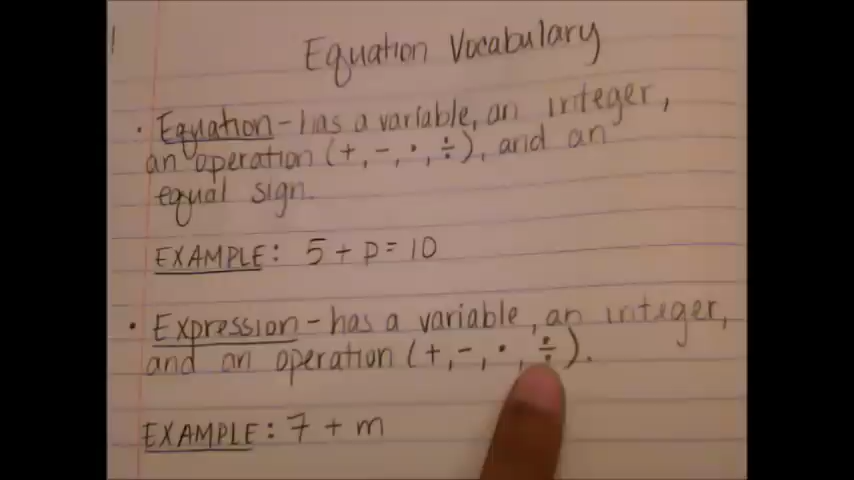 Equation Vocabulary
• Equation - has a variable, an integer,
an operation (+, -, •, ÷), and an
equal sign.
EXAMPLE: 5 + p = 10
• Expression - has a variable, an integer,
and an operation (+, -, •, ÷).
EXAMPLE: 7 + m